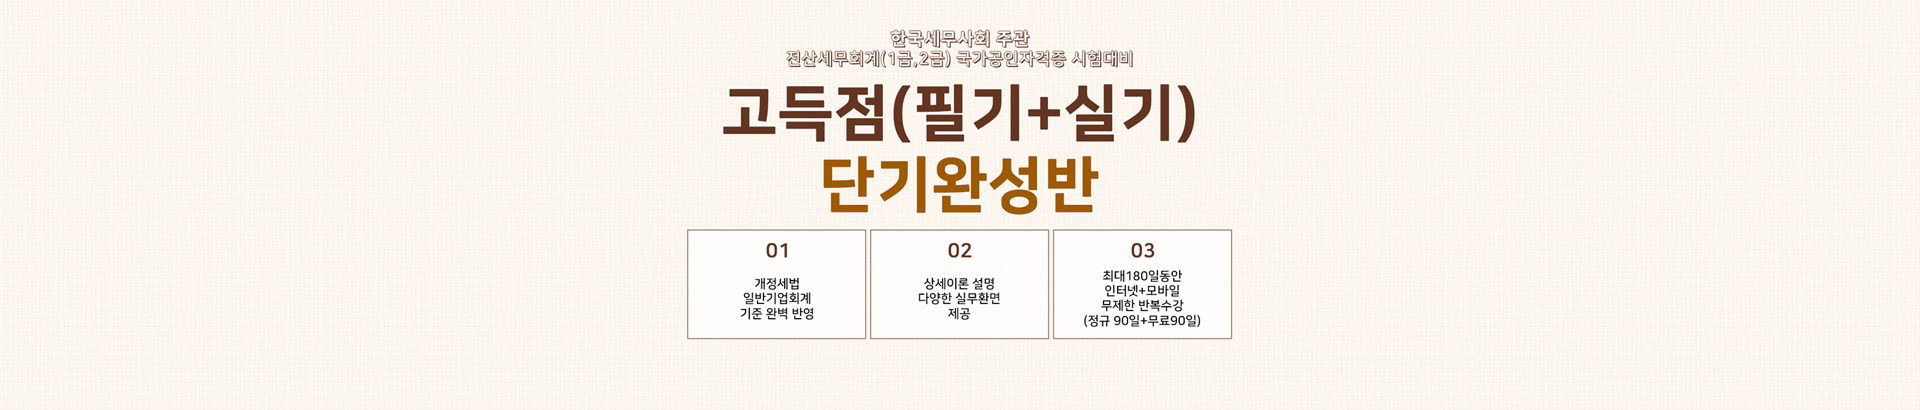 한국세무사회 주관
전산세무회계(1급,2급) 국가공인자격증 시험대비
고득점(필기+실기)
단기완성반
01
개정세법
일반기업회계
기준 완벽 반영
02
상세이론 설명
다양한 실무환면
제공
03
최대180일동안
인터넷+모바일
무제한 반복수강
(정규 90일+무료90일)